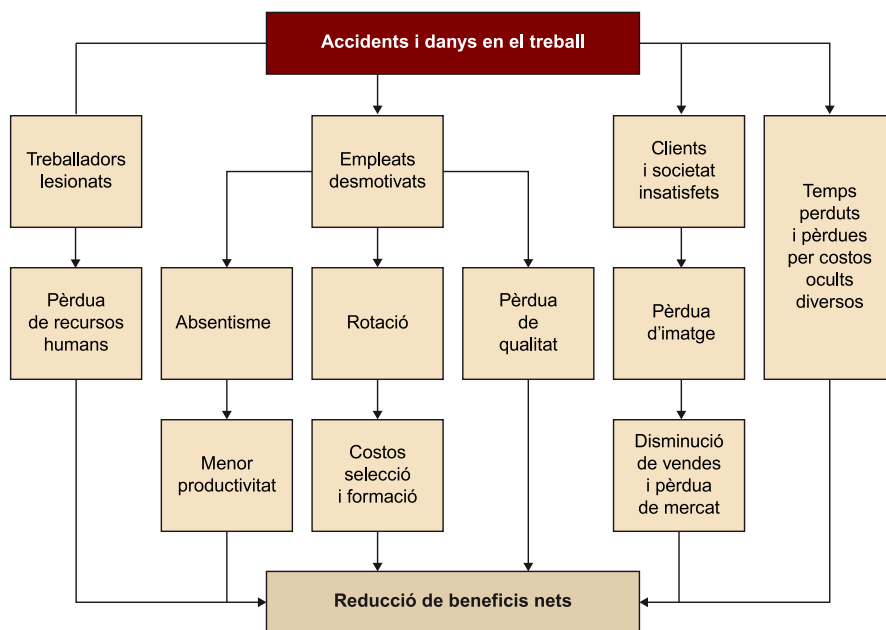 Accidents i danys en el treball
Treballadors
lesionats
Empleats
desmotivats
Clients
i societat
insatisfets
Temps
perduts
i pèrdues
per costos
ocults
diversos
Pèrdua
de recursos
humans
Absentisme
Rotació
Pèrdua
de
qualitat
Pèrdua
d’imatge
Menor
productivitat
Costos
selecció
i formació
Disminució
de vendes
i pèrdua
de mercat
Reducció de beneficis nets